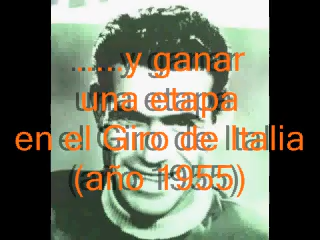 ......y ganar
una etapa
en el Giro de Italia
(año 1955)